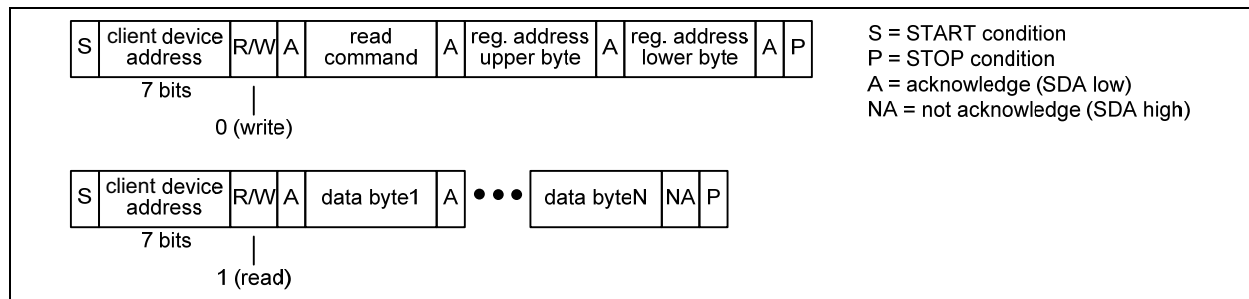 S client device address R/W A read command A reg. address upper byte A reg. address lower byte A P
7 bits
0 (write)
S = START condition
P = STOP condition
A = acknowledge (SDA low)
NA = not acknowledge (SDA high)
S client device address R/W A data byte1 A ●●● data byteN NA P
7 bits
1 (read)